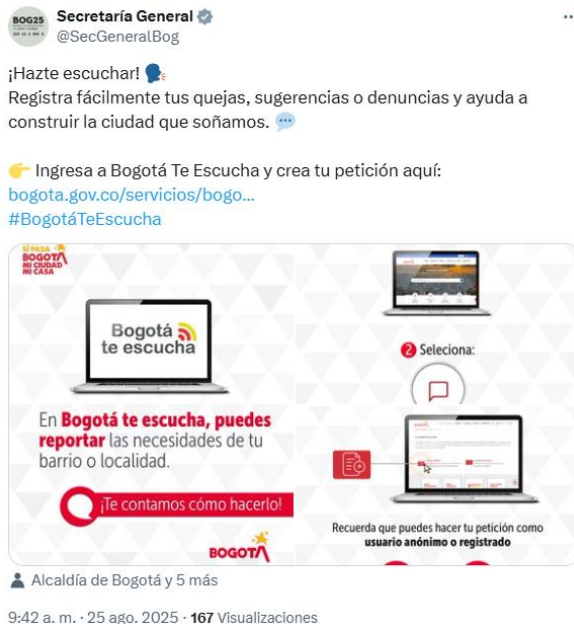 Secretaría General
@SecGeneralBog
¡Hazte escuchar! 🗣
Registra fácilmente tus quejas, sugerencias o denuncias y ayuda a
construir la ciudad que soñamos. 💬
👉 Ingresa a Bogotá Te Escucha y crea tu petición aquí:
bogota.gov.co/servicios/bogo...
#BogotáTeEscucha
SÍ PASA
BOGOTÁ
MI CIUDAD
MI CASA
Bogotá
te escucha
En Bogotá te escucha, puedes
reportar las necesidades de tu
barrio o localidad.
¡Te contamos cómo hacerlo!
BOGOTÁ
2 Selecciona:
Recuerda que puedes hacer tu petición como
usuario anónimo o registrado
Alcaldía de Bogotá y 5 más
9:42 a. m. · 25 ago. 2025 · 167 Visualizaciones